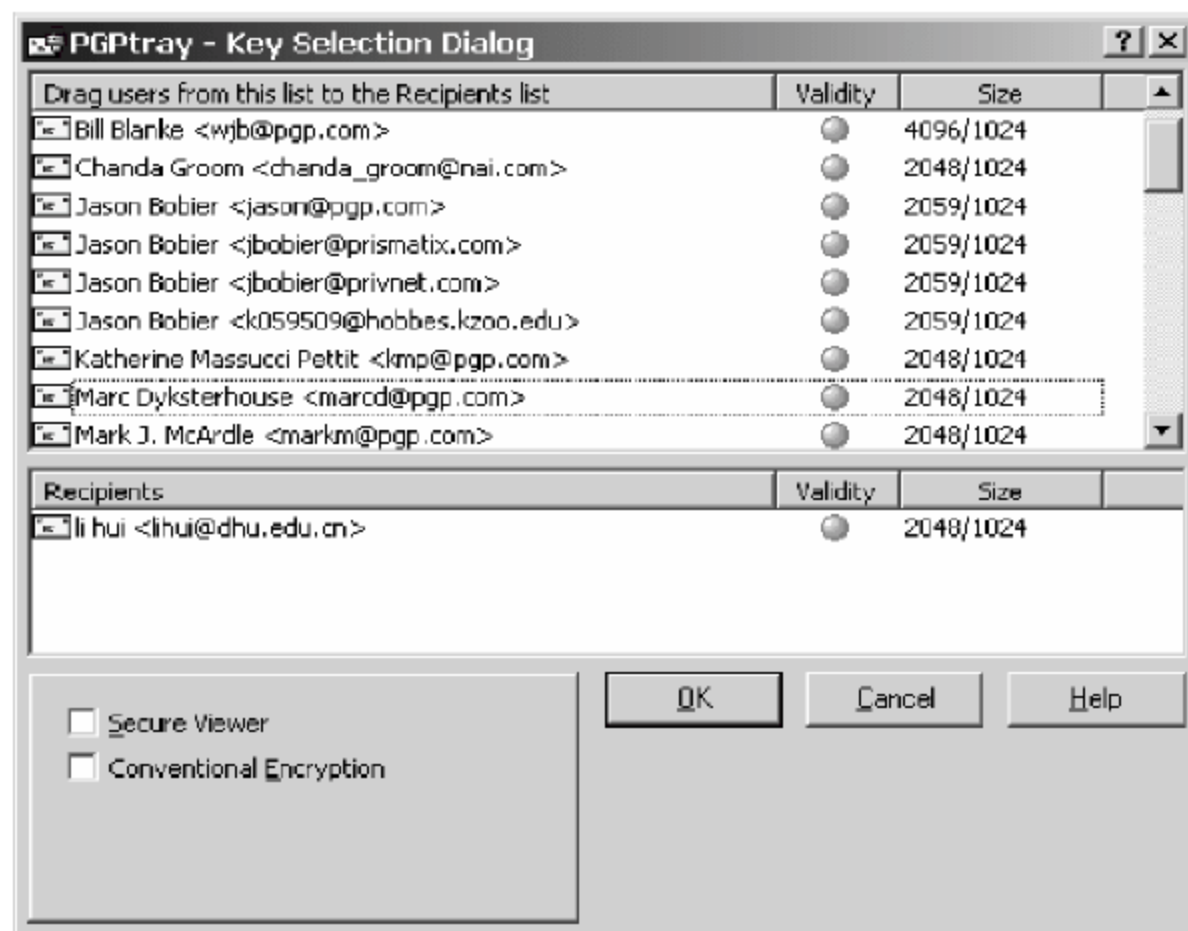 PGPtray - Key Selection Dialog
Drag users from this list to the Recipients list Validity Size
Bill Blanke <wjb@pgp.com> 4096/1024
Chanda Groom <chanda_groom@nai.com> 2048/1024
Jason Bobier <jason@pgp.com> 2059/1024
Jason Bobier <jbobier@prismatix.com> 2059/1024
Jason Bobier <jbobier@privnet.com> 2059/1024
Jason Bobier <k059509@hobbes.kzoo.edu> 2059/1024
Katherine Massucci Pettit <kmp@pgp.com> 2048/1024
Marc Dyksterhouse <marcd@pgp.com> 2048/1024
Mark J. McArdle <markm@pgp.com> 2048/1024
Recipients Validity Size
li hui <lihui@dhu.edu.cn> 2048/1024
OK Cancel Help
Secure Viewer
Conventional Encryption